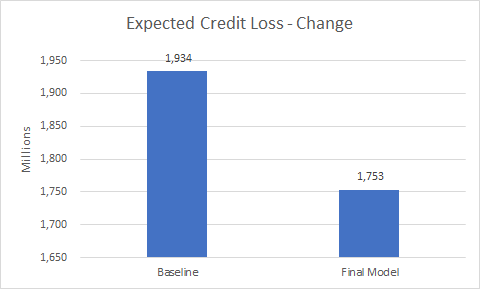 Expected Credit Loss - Change
Millions
1,950
1,900
1,850
1,800
1,750
1,700
1,650
1,934
1,753
Baseline
Final Model